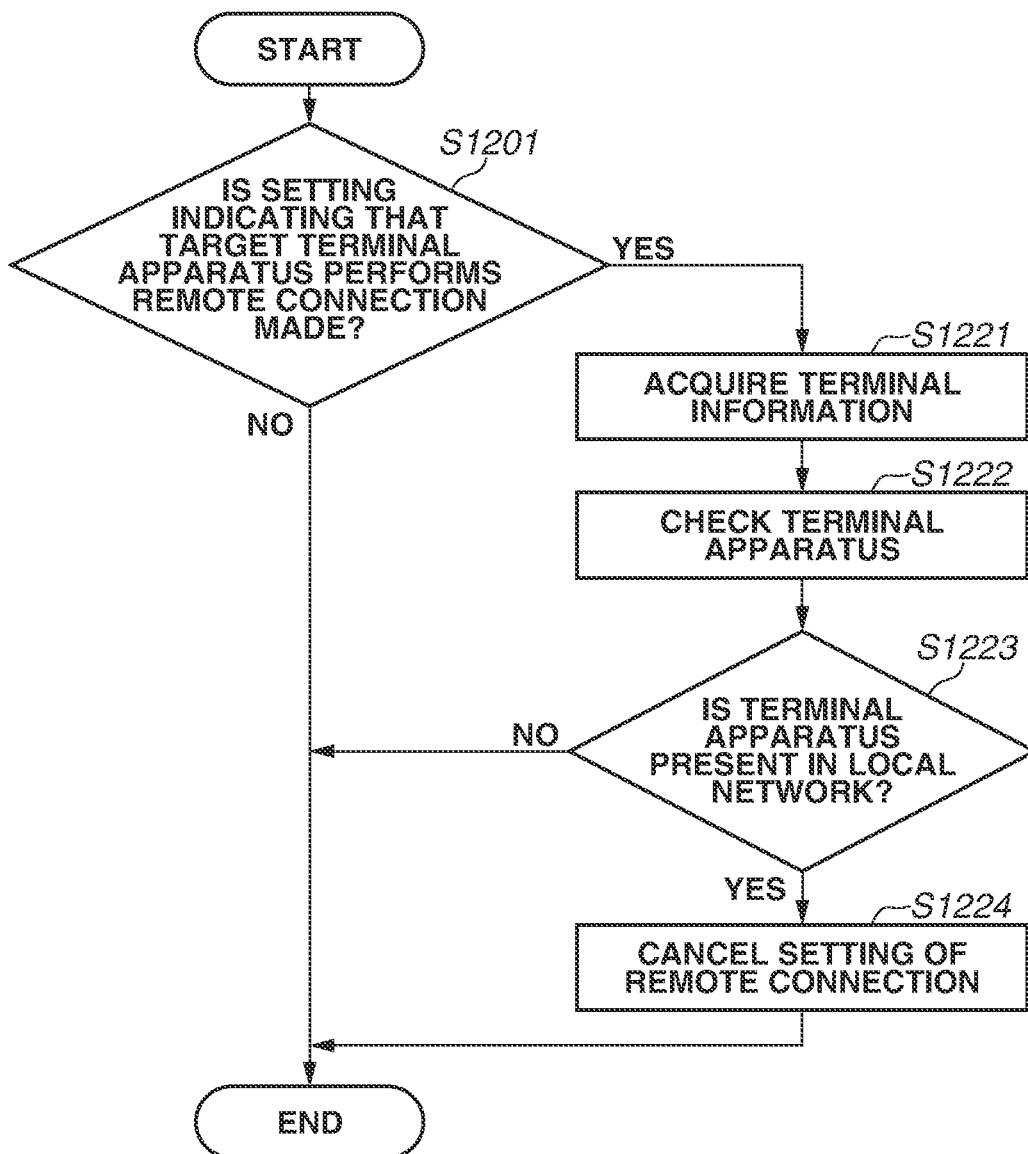 START
S1201
IS SETTING
INDICATING THAT
TARGET TERMINAL
APPARATUS PERFORMS
REMOTE CONNECTION
MADE?
YES
NO
S1221
ACQUIRE TERMINAL
INFORMATION
S1222
CHECK TERMINAL
APPARATUS
S1223
IS TERMINAL
APPARATUS
PRESENT IN LOCAL
NETWORK?
NO
YES
S1224
CANCEL SETTING OF
REMOTE CONNECTION
END